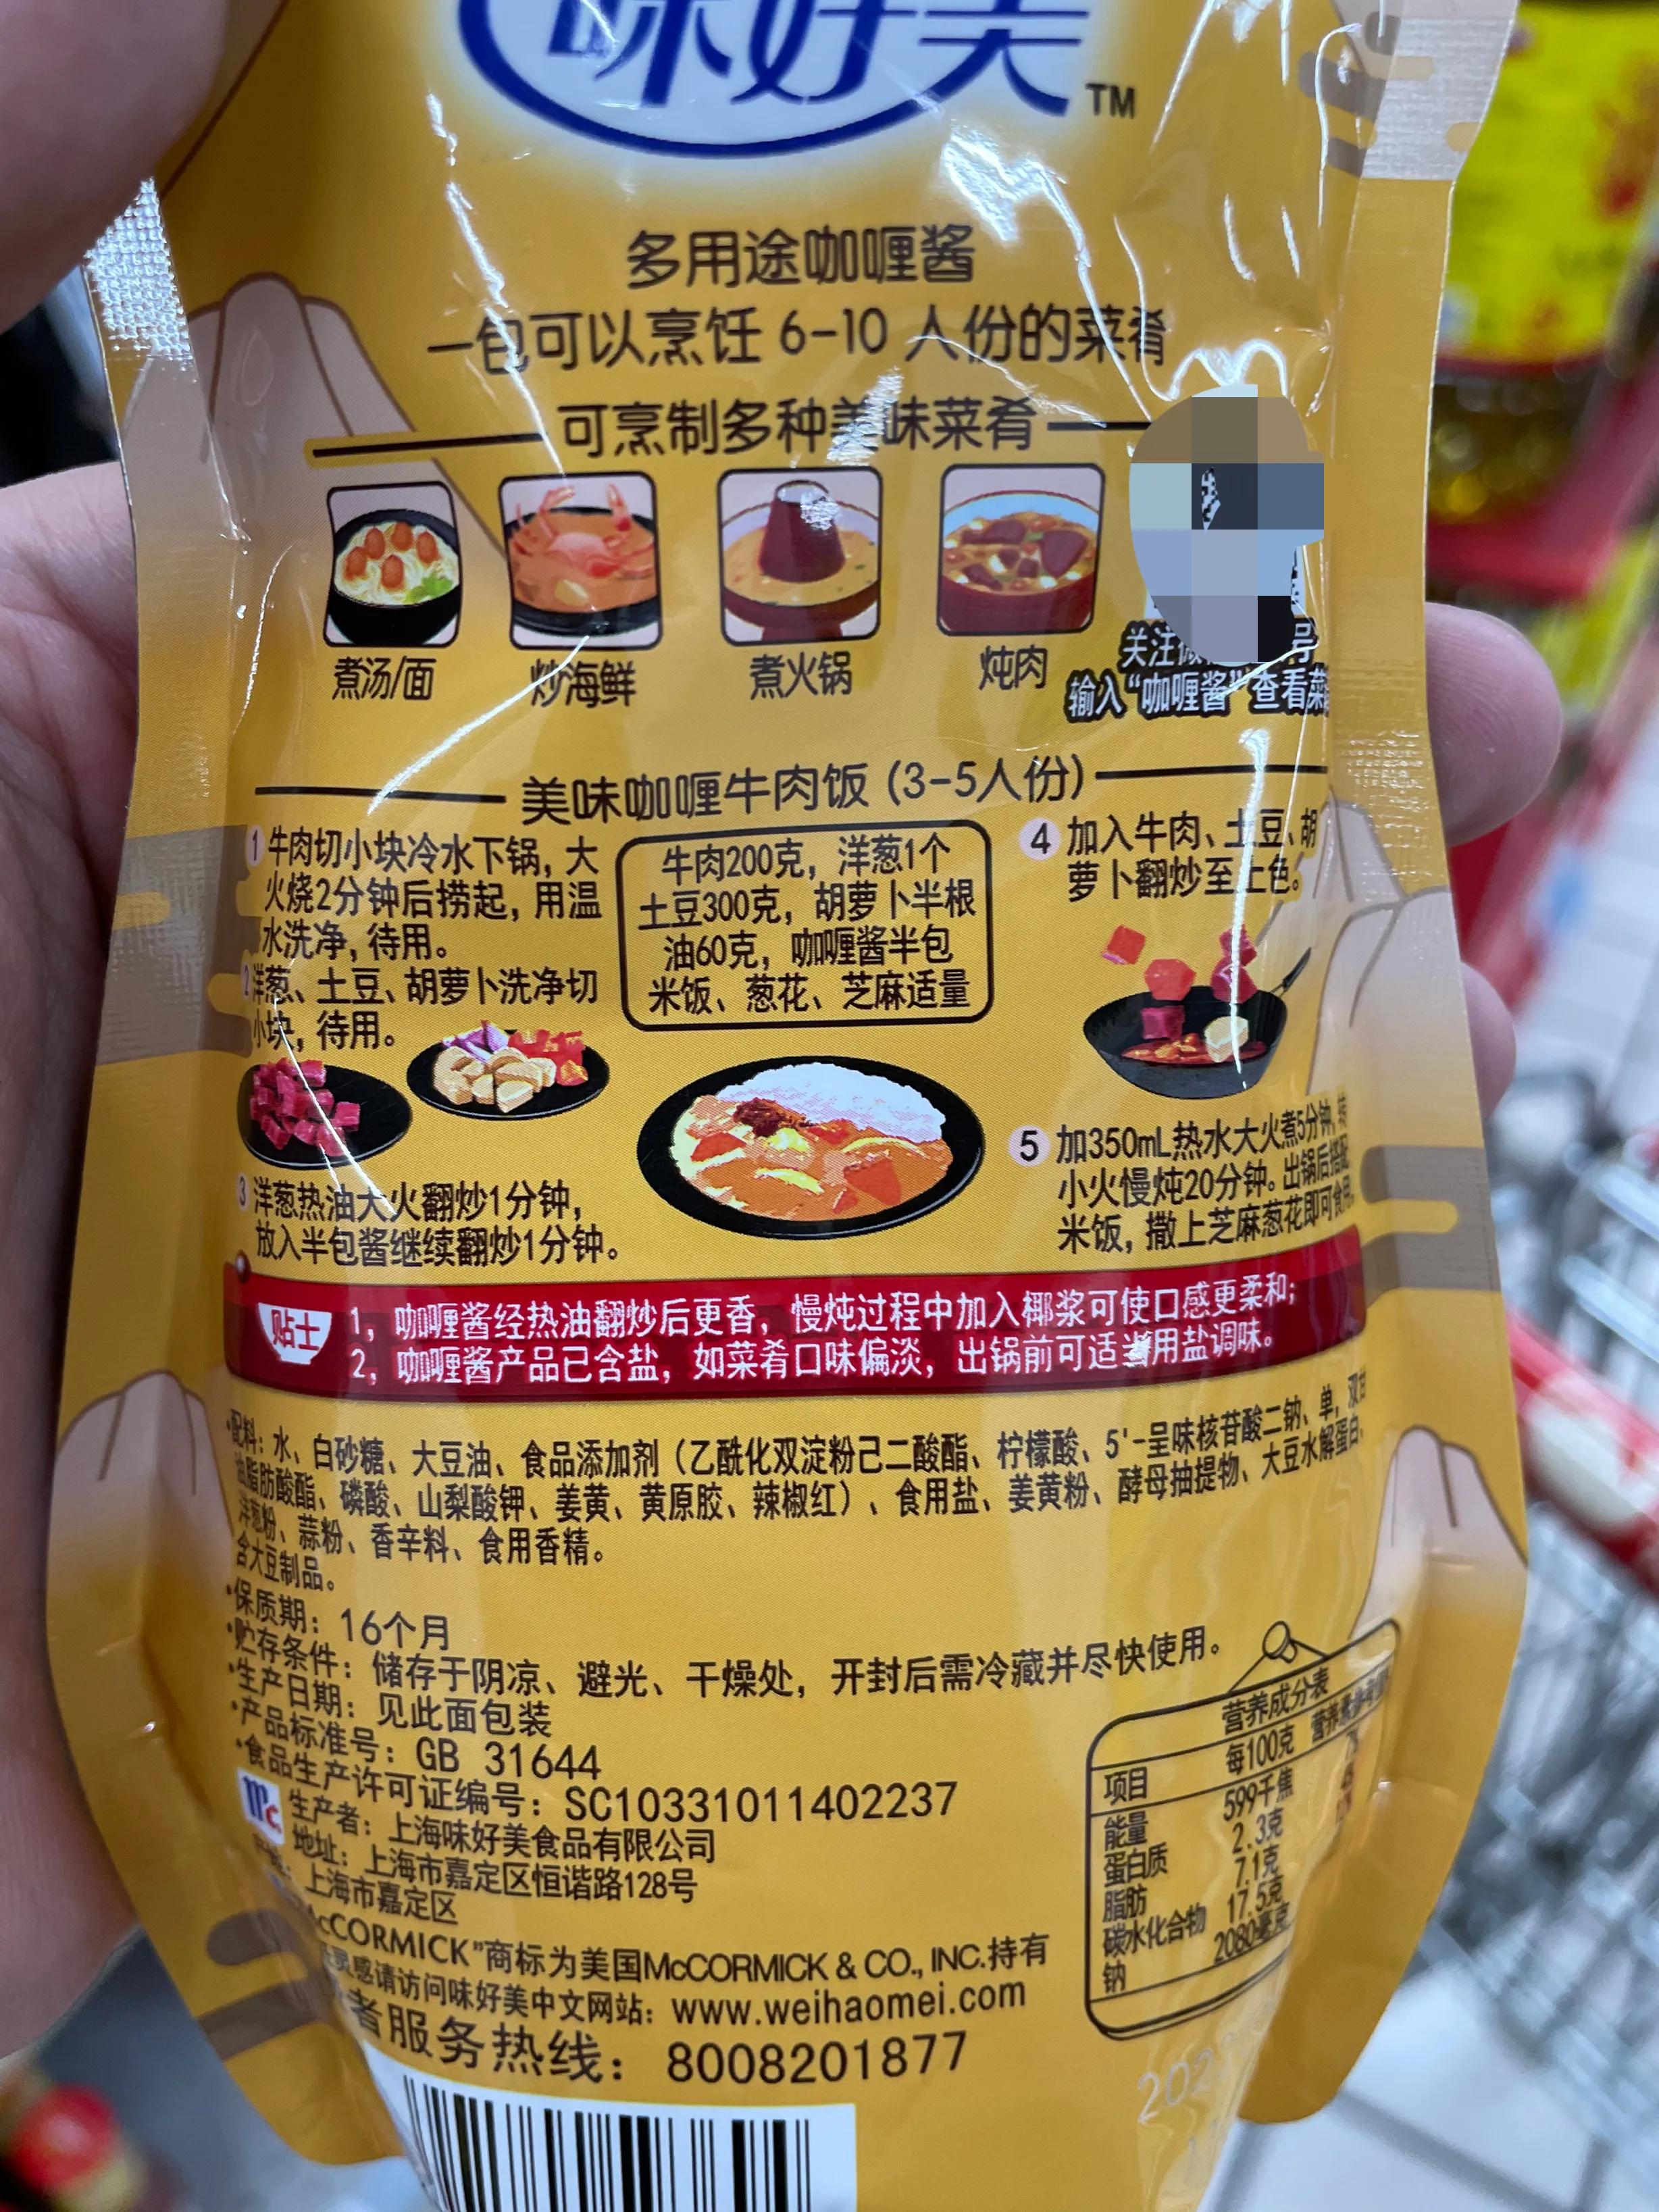 味好美 TM
多用途咖喱酱
一包可以烹饪 6-10 人份的菜肴
可烹制多种美味菜肴
煮汤/面
炒海鲜
煮火锅
炖肉
关注 号
输入“咖喱酱”查看菜
美味咖喱牛肉饭 (3-5人份)
1 牛肉切小块冷水下锅, 大
火烧2分钟后捞起, 用温
水洗净, 待用。
2 洋葱、土豆、胡萝卜洗净切
小块, 待用。
3 洋葱热油大火翻炒1分钟,
放入半包酱继续翻炒1分钟。
牛肉200克, 洋葱1个
土豆300克, 胡萝卜半根
油60克, 咖喱酱半包
米饭、葱花、芝麻适量
4 加入牛肉、土豆、胡
萝卜翻炒至上色。
5 加350mL热水大火煮5分钟, 转
小火慢炖20分钟。出锅后搭配
米饭, 撒上芝麻葱花即可食用。
贴士
1, 咖喱酱经热油翻炒后更香, 慢炖过程中加入椰浆可使口感更柔和;
2, 咖喱酱产品已含盐, 如菜肴口味偏淡, 出锅前可适当用盐调味。
·配料: 水、白砂糖、大豆油、食品添加剂 (乙酰化双淀粉己二酸酯、柠檬酸、5'-呈味核苷酸二钠、单, 双甘
油脂肪酸酯、磷酸、山梨酸钾、姜黄、黄原胶、辣椒红) 、食用盐、姜黄粉、酵母抽提物、大豆水解蛋白、
洋葱粉、蒜粉、香辛料、食用香精。
含大豆制品。
·保质期: 16个月
·贮存条件: 储存于阴凉、避光、干燥处, 开封后需冷藏并尽快使用。
·生产日期: 见此面包装
·产品标准号: GB 31644
·食品生产许可证编号: SC10331011402237
Mc 生产者: 上海味好美食品有限公司
地址: 上海市嘉定区恒谐路128号
上海市嘉定区
McCORMICK”商标为美国McCORMICK & CO., INC.持有
灵感请访问味好美中文网站: www.weihaomei.com
者服务热线: 8008201877
营养成分表
项目 每100克 营养素参考值%
能量 599千焦 7%
蛋白质 2.3克
脂肪 7.1克
碳水化合物 17.5克
钠 2080毫克
202